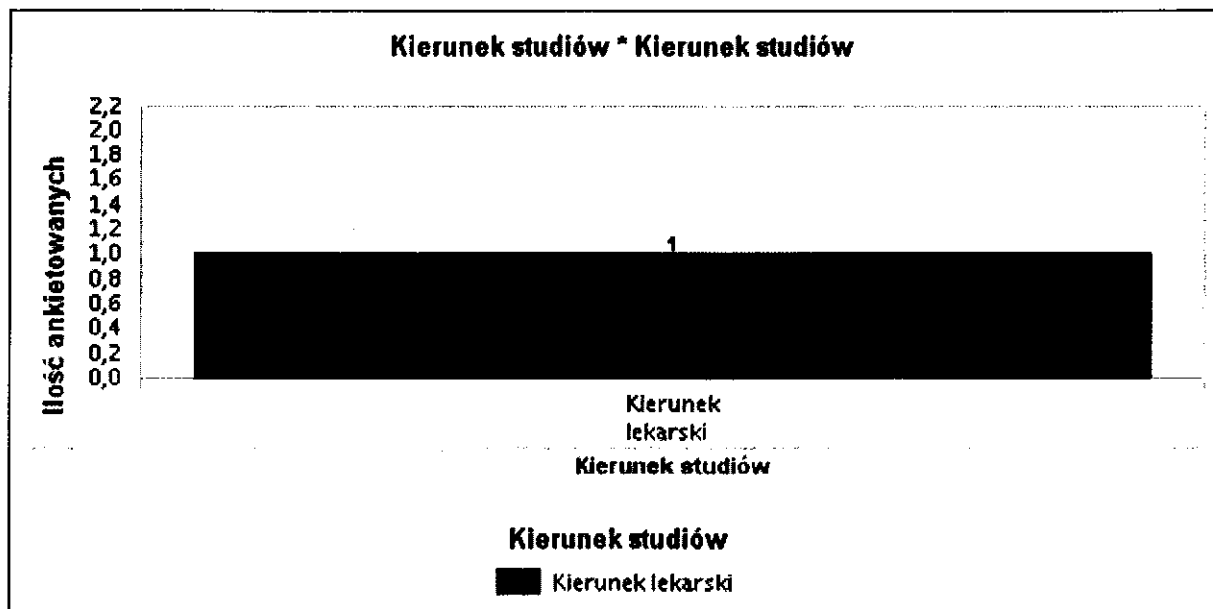 Kierunek studiów * Kierunek studiów
Ilość ankietowanych
2,2
2,0
1,8
1,6
1,4
1,2
1,0
0,8
0,6
0,4
0,2
0,0
1
Kierunek
lekarski
Kierunek studiów
Kierunek studiów
Kierunek lekarski